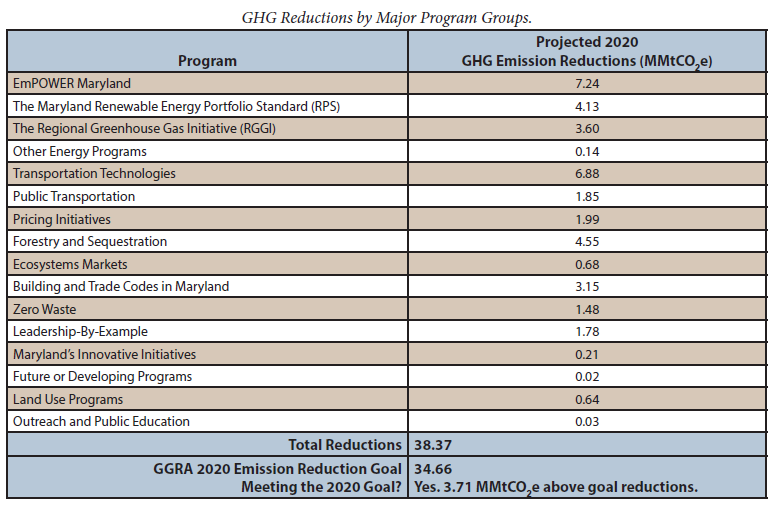 GHG Reductions by Major Program Groups.
Program
Projected 2020
GHG Emission Reductions (MMtCO₂e)
EmPOWER Maryland 7.24
The Maryland Renewable Energy Portfolio Standard (RPS) 4.13
The Regional Greenhouse Gas Initiative (RGGI) 3.60
Other Energy Programs 0.14
Transportation Technologies 6.88
Public Transportation 1.85
Pricing Initiatives 1.99
Forestry and Sequestration 4.55
Ecosystems Markets 0.68
Building and Trade Codes in Maryland 3.15
Zero Waste 1.48
Leadership-By-Example 1.78
Maryland's Innovative Initiatives 0.21
Future or Developing Programs 0.02
Land Use Programs 0.64
Outreach and Public Education 0.03
Total Reductions 38.37
GGRA 2020 Emission Reduction Goal 34.66
Meeting the 2020 Goal? Yes. 3.71 MMtCO₂e above goal reductions.